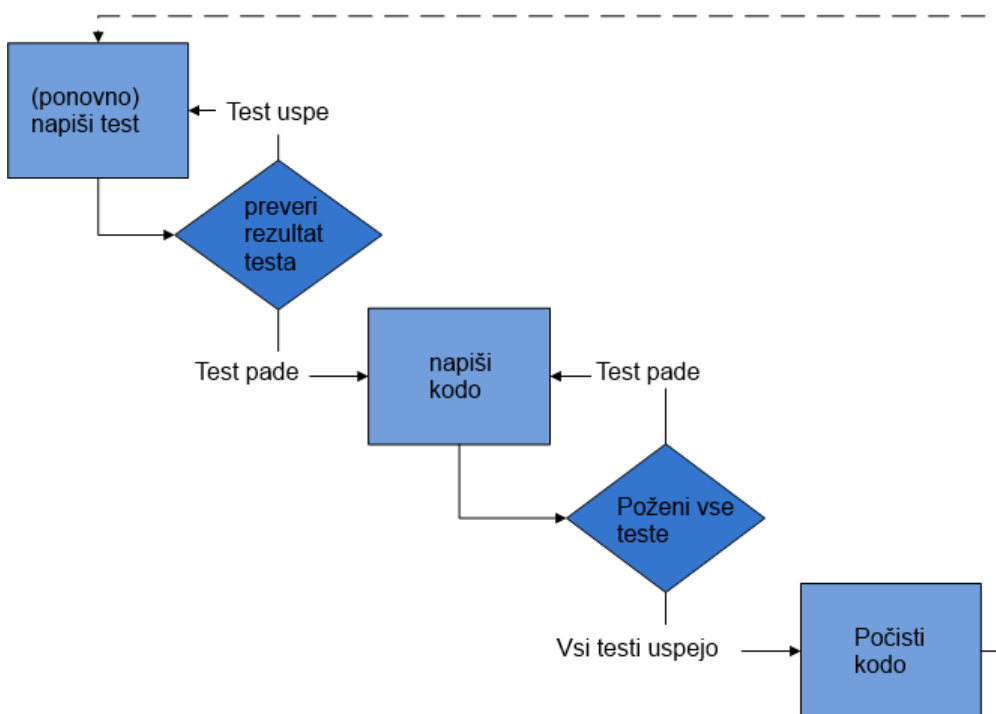 (ponovno)
napiši test
Test uspe
preveri
rezultat
testa
Test pade
napiši
kodo
Test pade
Poženi vse
teste
Vsi testi uspejo
Počisti
kodo